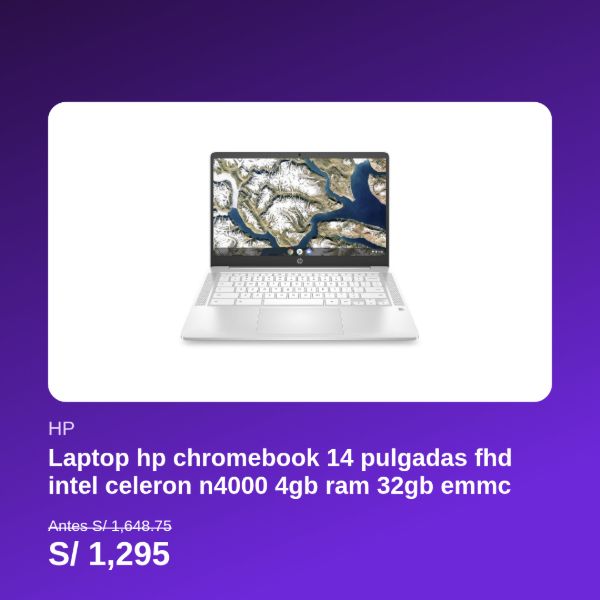 HP
Laptop hp chromebook 14 pulgadas fhd
intel celeron n4000 4gb ram 32gb emmc
Antes S/ 1,648.75
S/ 1,295